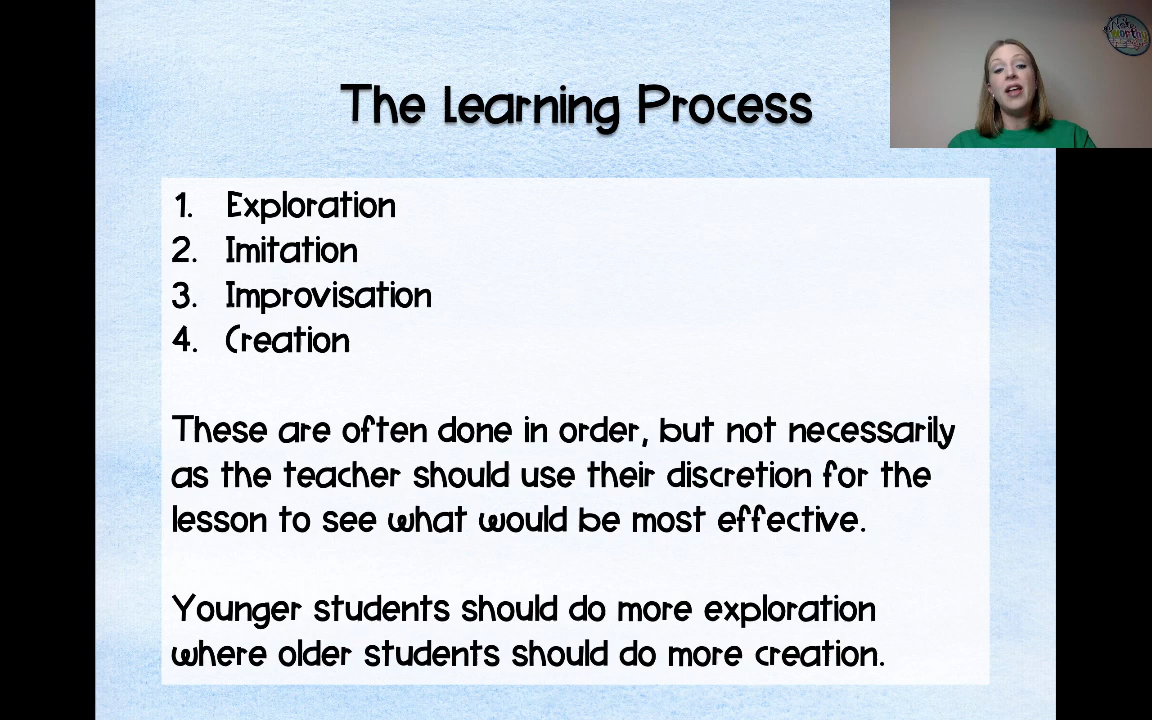 The Learning Process
1. Exploration
2. Imitation
3. Improvisation
4. Creation
These are often done in order, but not necessarily
as the teacher should use their discretion for the
lesson to see what would be most effective.
Younger students should do more exploration
where older students should do more creation.